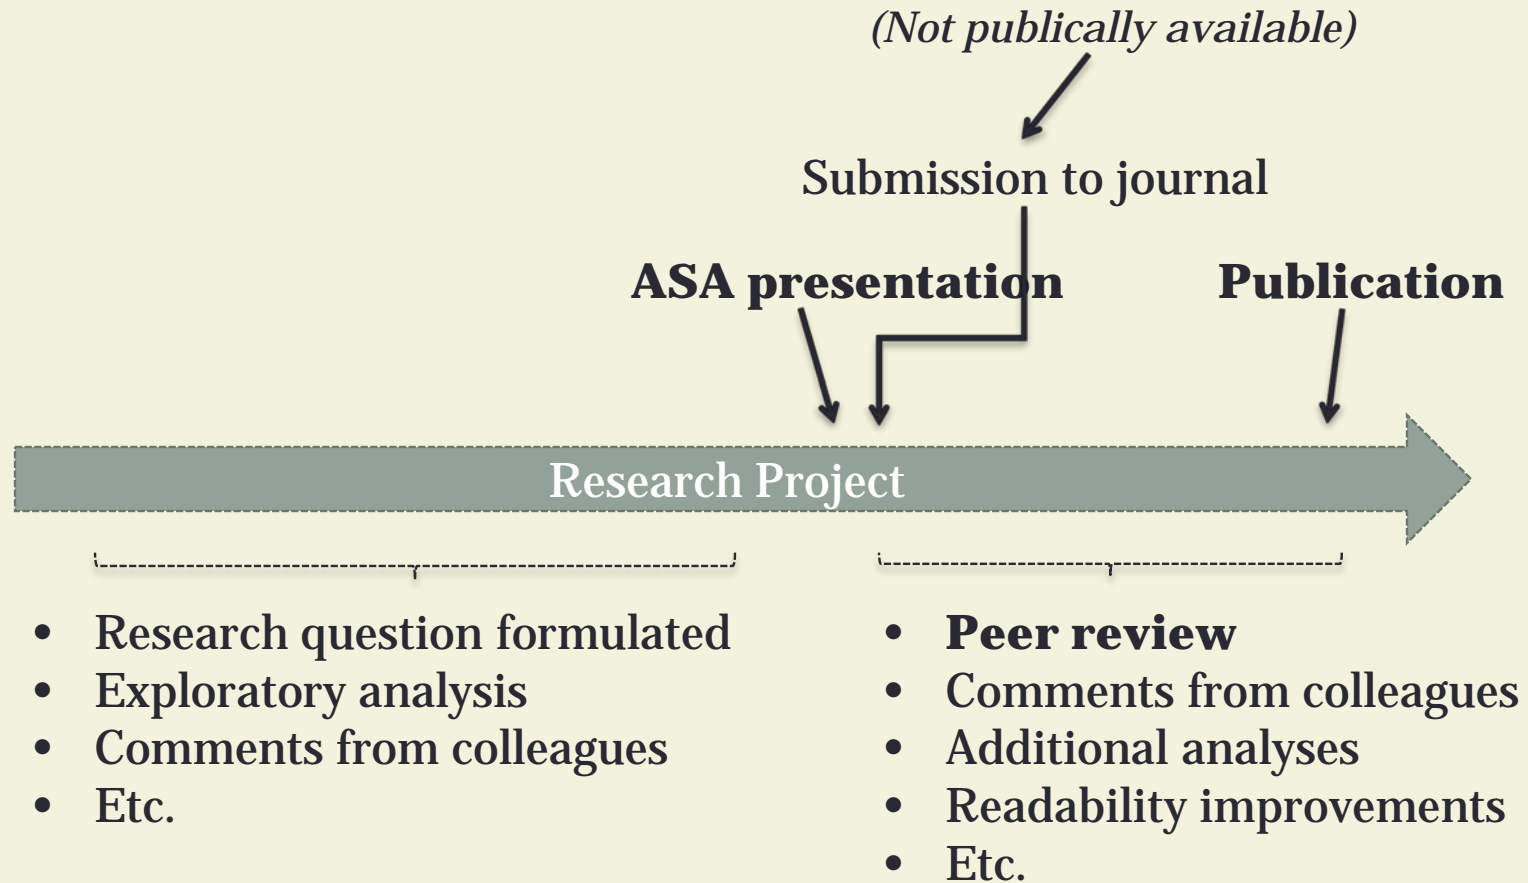 (Not publically available)
Submission to journal
ASA presentation
Publication
Research Project
• Research question formulated
• Exploratory analysis
• Comments from colleagues
• Etc.
• Peer review
• Comments from colleagues
• Additional analyses
• Readability improvements
• Etc.